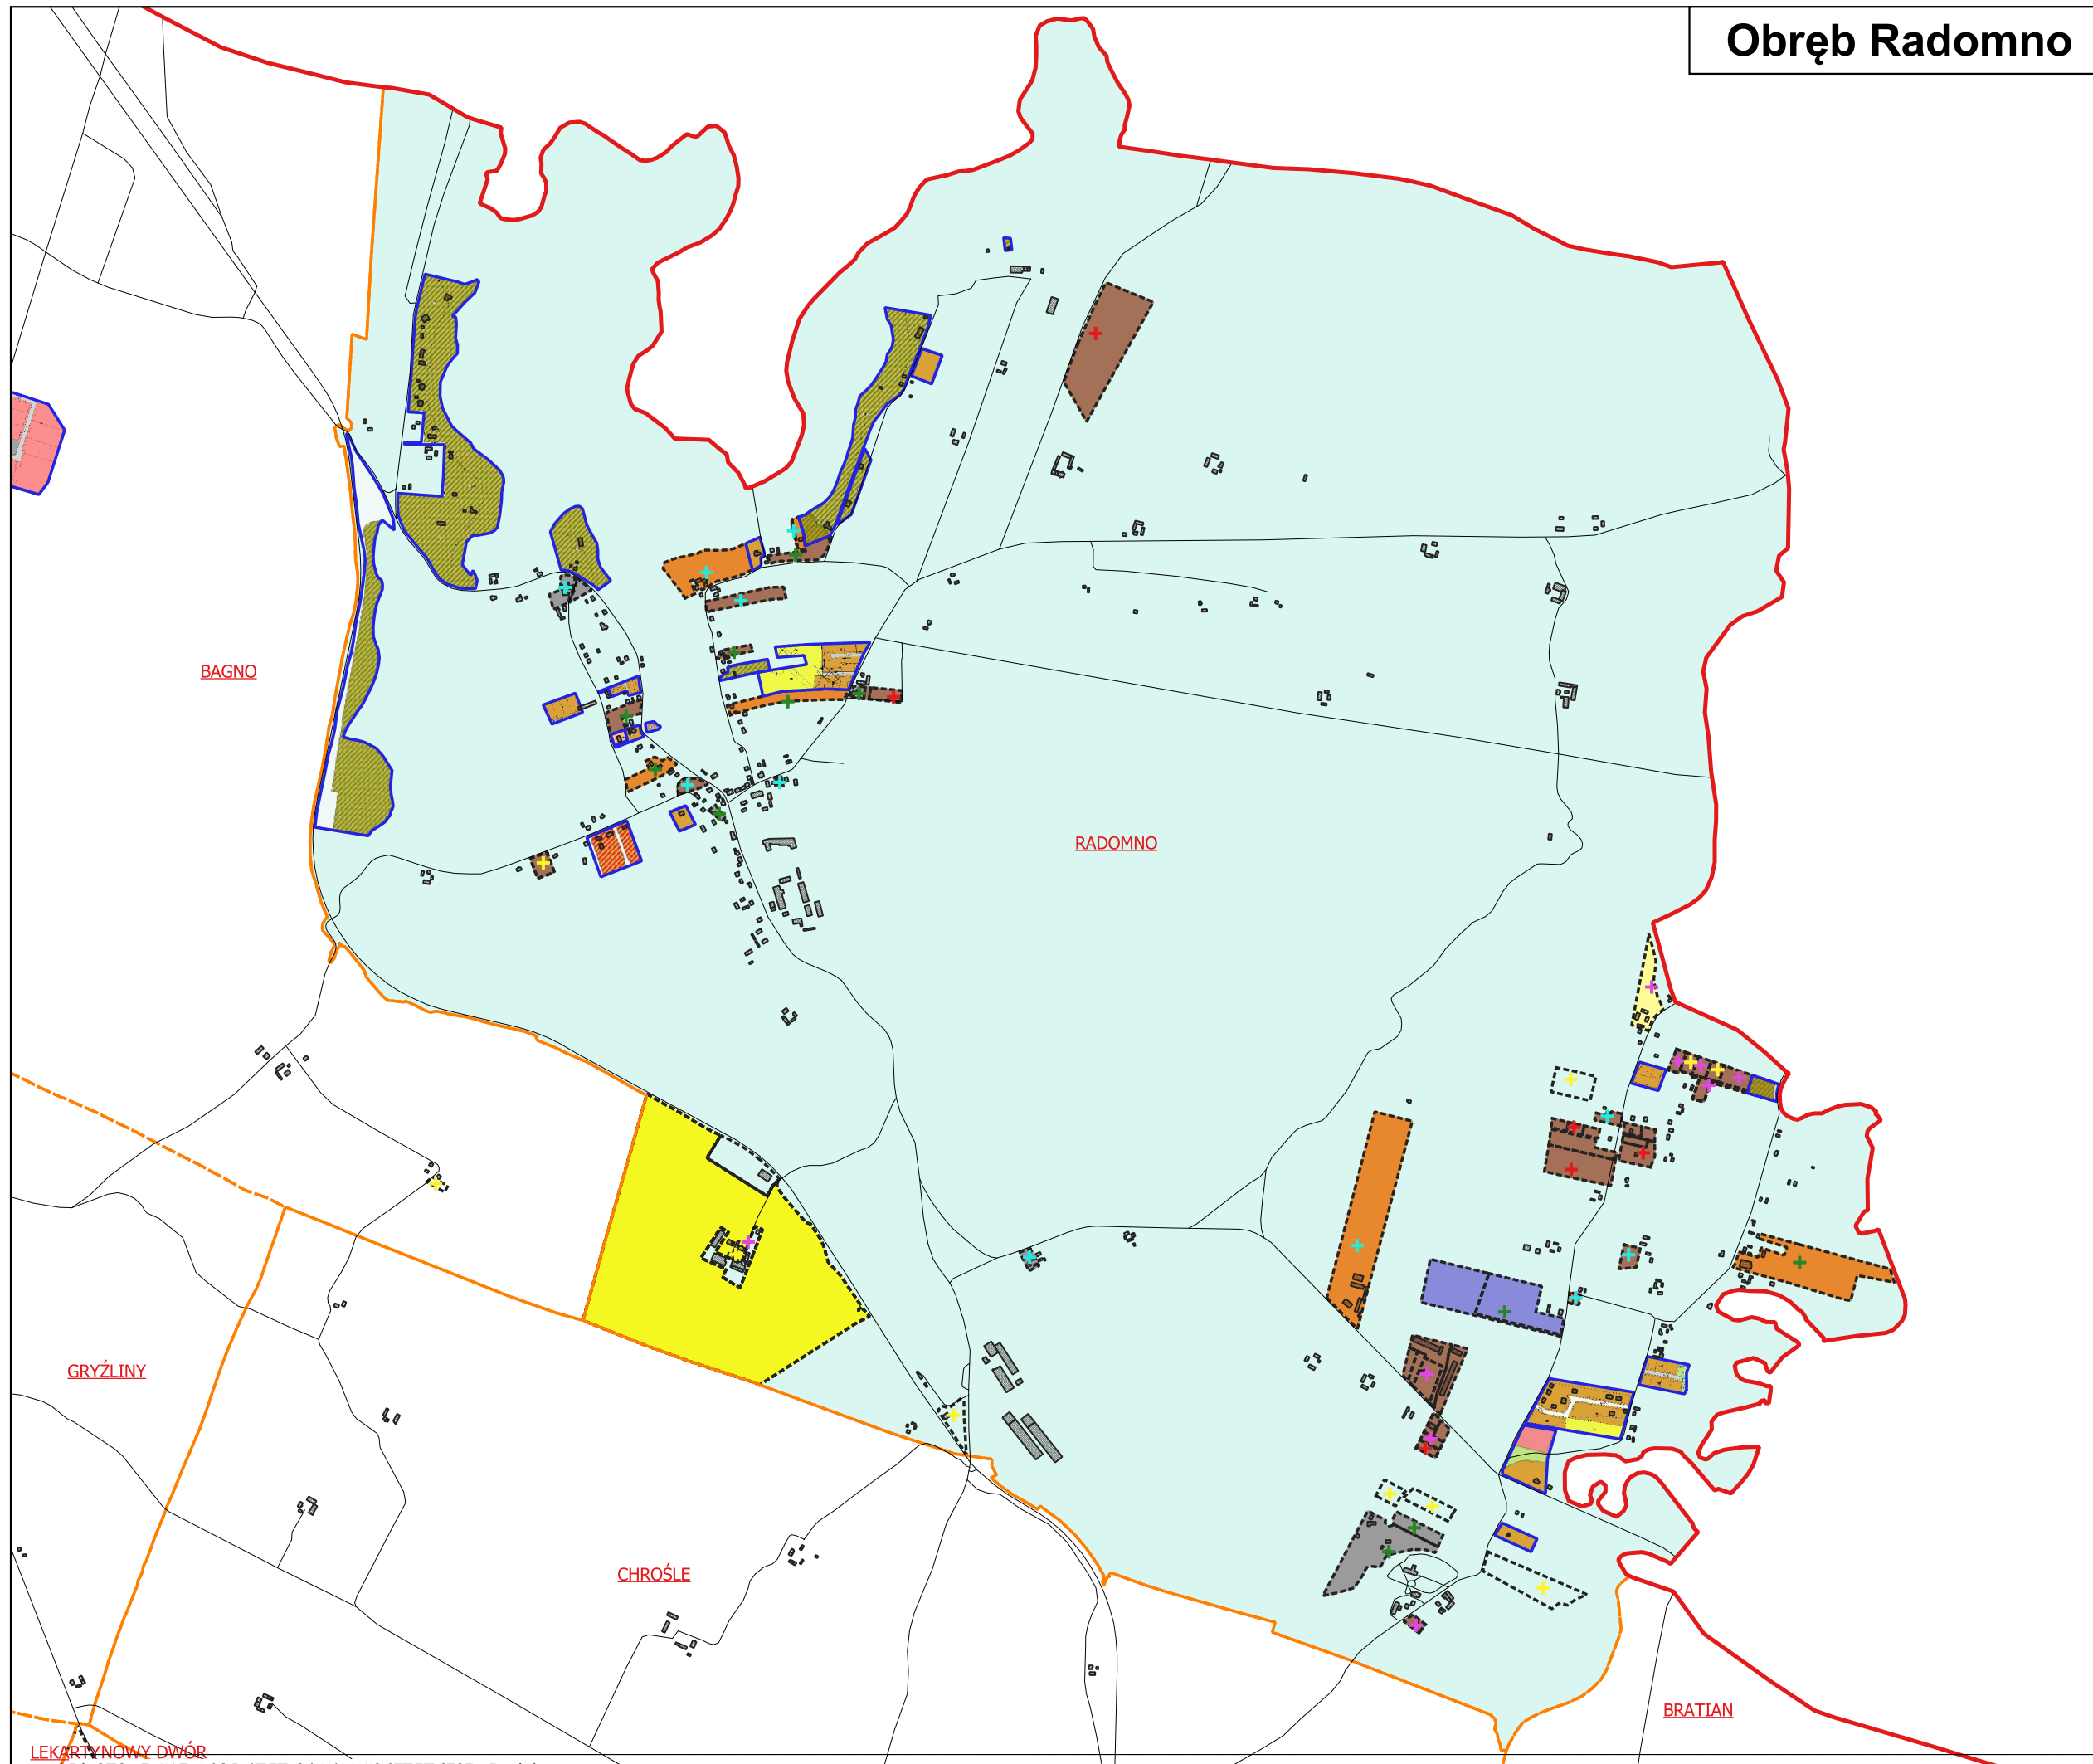 Obręb Radomno
BAGNO
RADOMNO
GRYŹLINY
CHROŚLE
BRATIAN
LEKARTYNOWY DWÓR